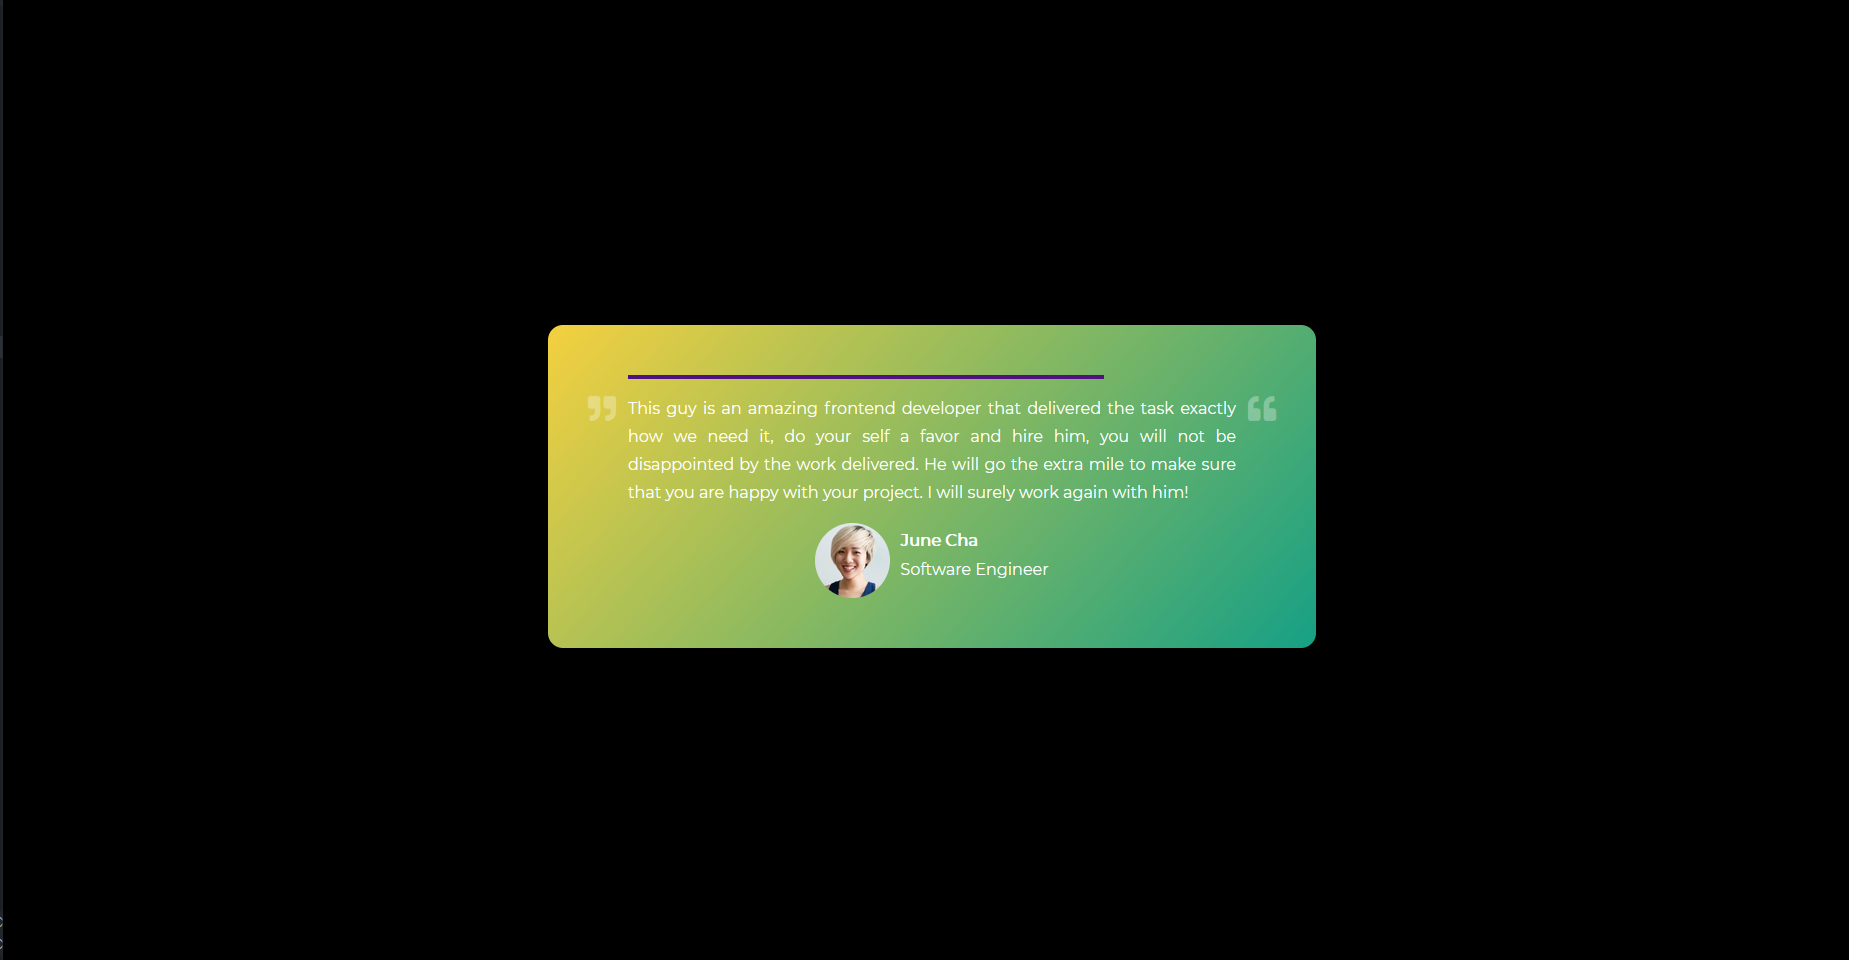 This guy is an amazing frontend developer that delivered the task exactly
how we need it, do your self a favor and hire him, you will not be
disappointed by the work delivered. He will go the extra mile to make sure
that you are happy with your project. I will surely work again with him!
June Cha
Software Engineer